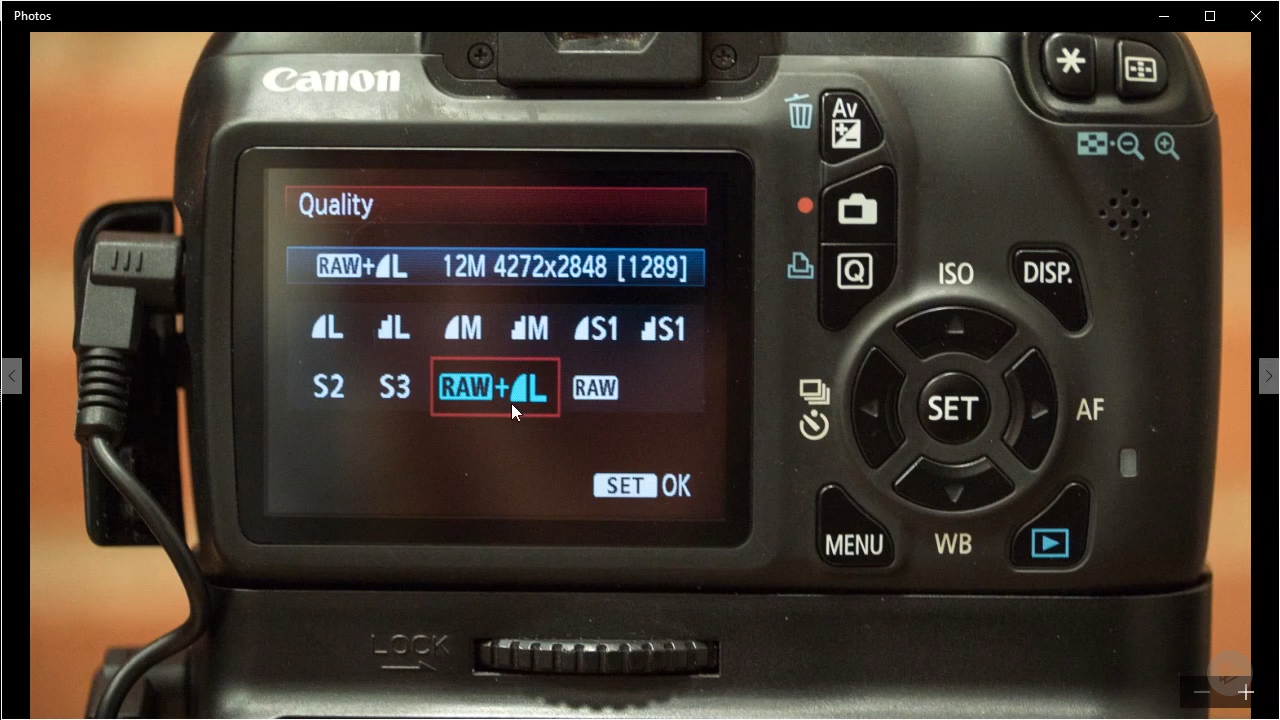 Photos
Canon
Av
Quality
RAW+L 12M 4272x2848 [1289]
Q
ISO
DISP.
L L M M S1 S1
S2 S3 RAW+L RAW
SET
AF
SET OK
MENU
WB
LOCK